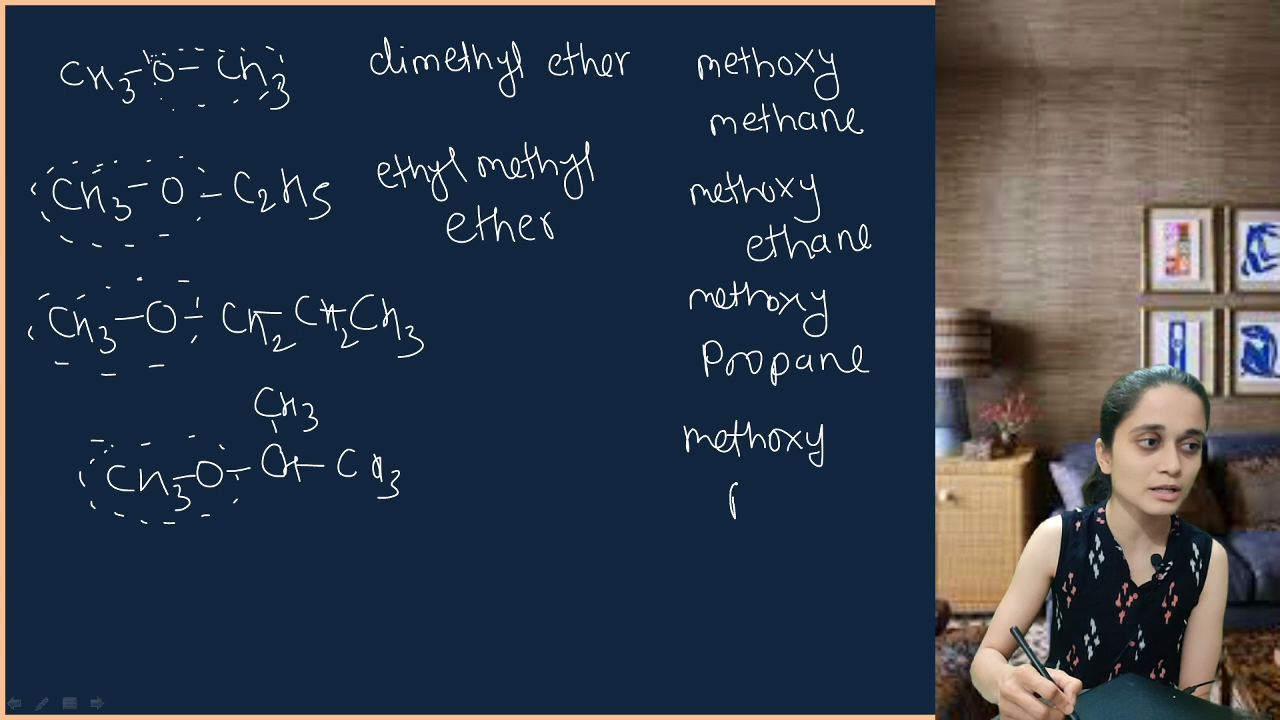 CH3-O-CH3 dimethyl ether methoxy
methane
CH3-O-C2H5 ethyl methyl methoxy
ether ethane
CH3-O-CH2CH2CH3 methoxy
Propane
CH3
CH3-O-CH-CH3 methoxy